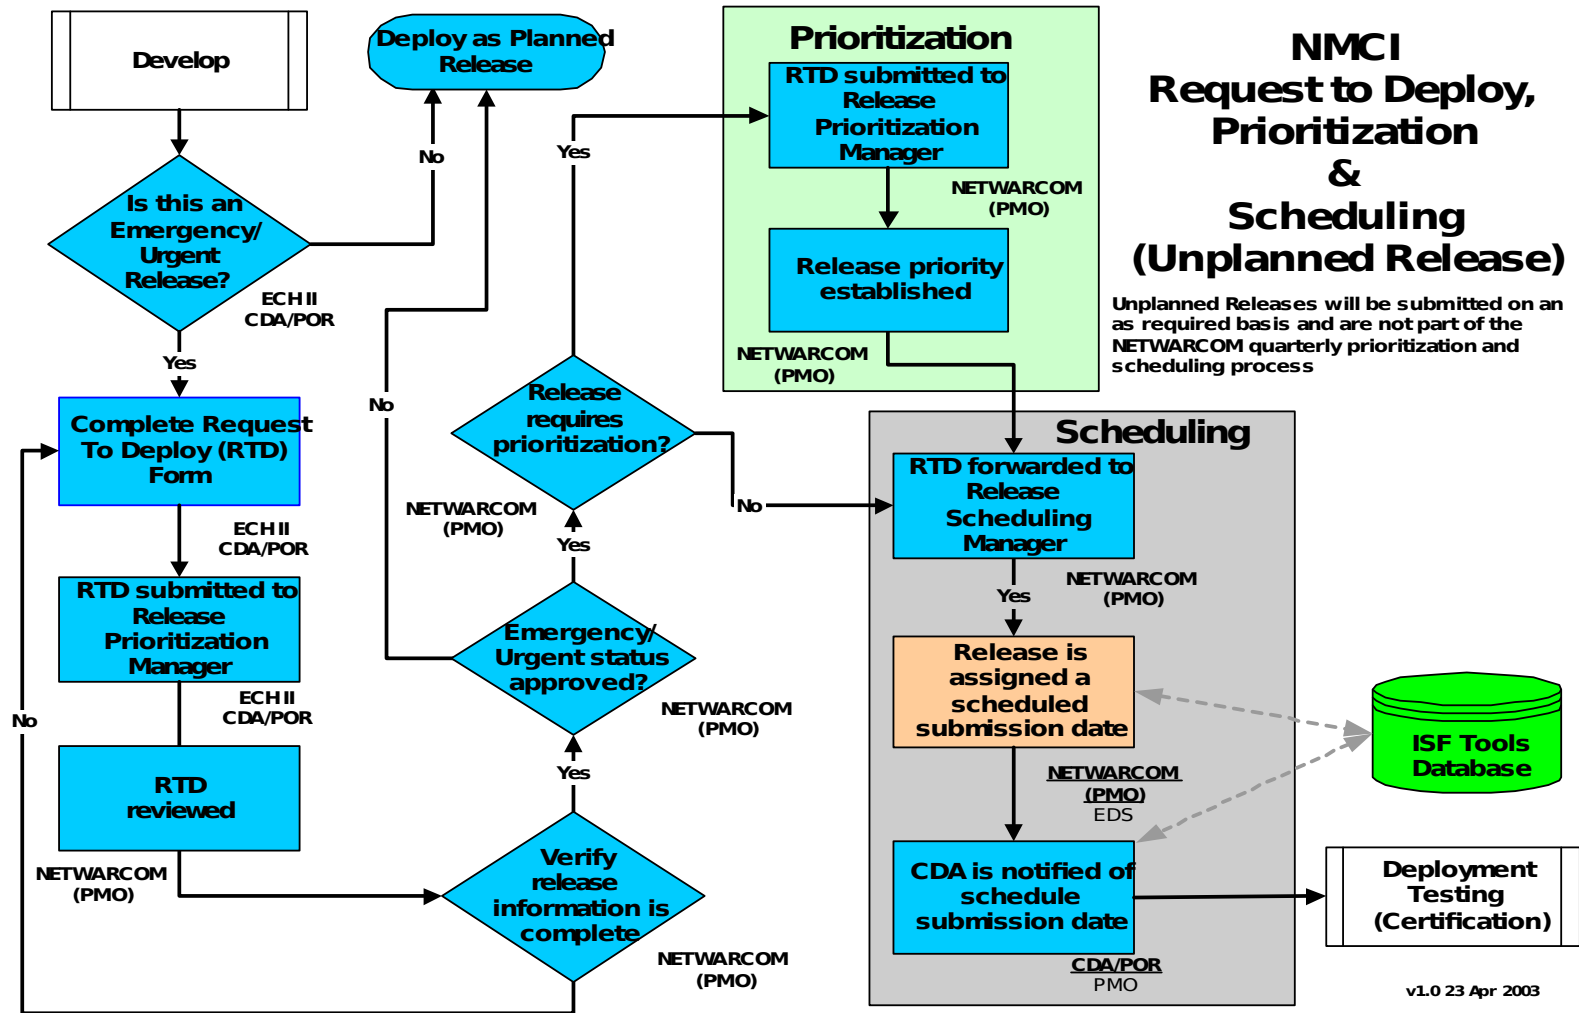 NMCI
Request to Deploy,
Prioritization
&
Scheduling
(Unplanned Release)
Unplanned Releases will be submitted on an
as required basis and are not part of the
NETWARCOM quarterly prioritization and
scheduling process
Develop
Is this an
Emergency/
Urgent
Release?
ECH II
CDA/POR
No
Deploy as Planned
Release
Yes
Complete Request
To Deploy (RTD)
Form
ECH II
CDA/POR
RTD submitted to
Release
Prioritization
Manager
ECH II
CDA/POR
RTD
reviewed
NETWARCOM
(PMO)
Verify
release
information is
complete
NETWARCOM
(PMO)
No
Yes
Emergency/
Urgent status
approved?
NETWARCOM
(PMO)
No
Yes
Release
requires
prioritization?
NETWARCOM
(PMO)
Yes
No
Prioritization
RTD submitted to
Release
Prioritization
Manager
NETWARCOM
(PMO)
Release priority
established
NETWARCOM
(PMO)
Scheduling
RTD forwarded to
Release
Scheduling
Manager
NETWARCOM
(PMO)
Yes
Release is
assigned a
scheduled
submission date
NETWARCOM
(PMO)
EDS
CDA is notified of
schedule
submission date
CDA/POR
PMO
ISF Tools
Database
Deployment
Testing
(Certification)
v1.0 23 Apr 2003